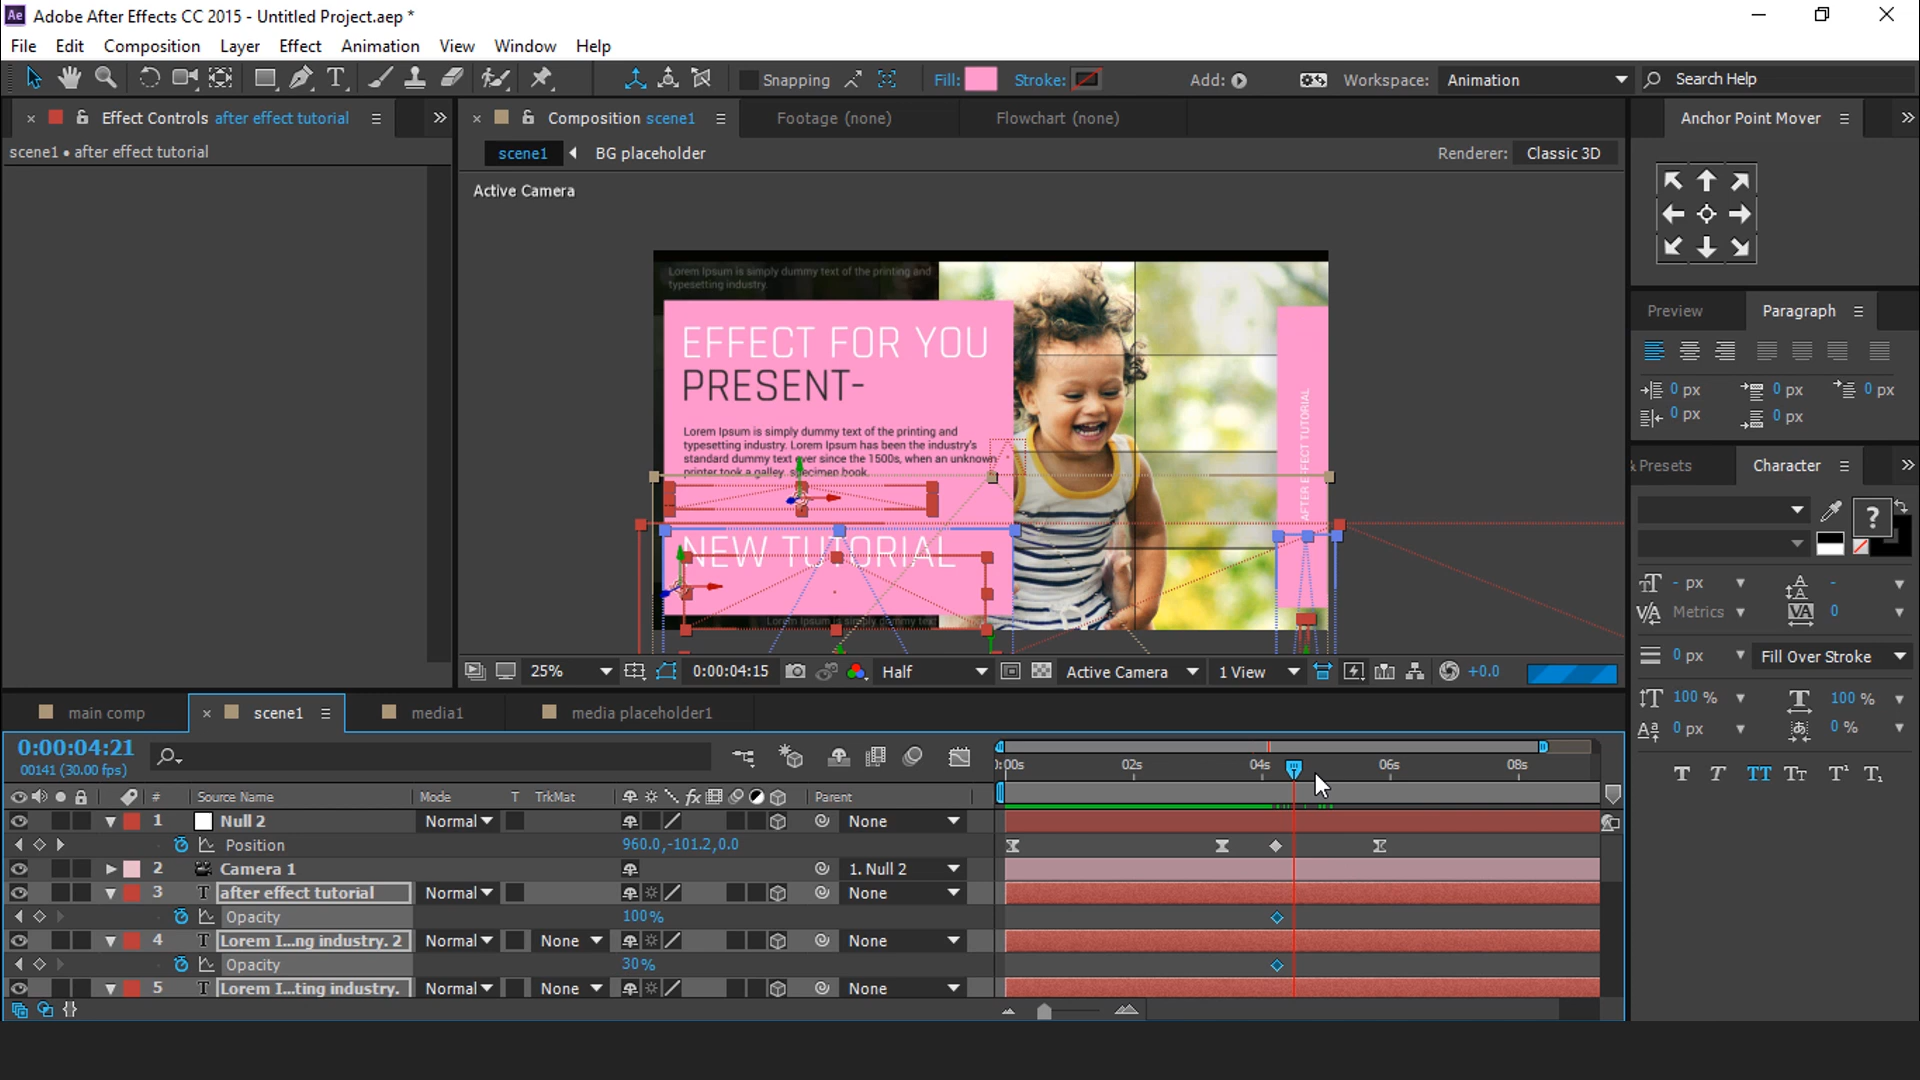 Ae Adobe After Effects CC 2015 - Untitled Project.aep *
File Edit Composition Layer Effect Animation View Window Help
Snapping Fill: Stroke: Add: Workspace: Animation Search Help
Effect Controls after effect tutorial
Composition scene1
Footage (none)
Flowchart (none)
Anchor Point Mover
scene1 • after effect tutorial
scene1 BG placeholder
Renderer: Classic 3D
Active Camera
Lorem Ipsum is simply dummy text of the printing and
typesetting industry.
EFFECT FOR YOU
PRESENT-
Lorem Ipsum is simply dummy text of the printing and
typesetting industry. Lorem Ipsum has been the industry's
standard dummy text ever since the 1500s, when an unknown
printer took a galley specimen book.
NEW TUTORIAL
Lorem Ipsum is simply dummy text
AFTER EFFECT TUTORIAL
Preview Paragraph
0 px 0 px 0 px
0 px 0 px
& Presets Character
?
- px -
Metrics 0
0 px Fill Over Stroke
100 % 100 %
0 px 0 %
T T TT Tr T¹ T₁
25% 0:00:04:15 Half Active Camera 1 View +0.0
main comp scene1 media1 media placeholder1
0:00:04:21
00141 (30.00 fps)
:00s 02s 04s 06s 08s
# Source Name Mode T TrkMat fx Parent
1 Null 2 Normal None
Position 960.0,-101.2,0.0
2 Camera 1 1. Null 2
3 T after effect tutorial Normal None
Opacity 100%
4 T Lorem I...ng industry. 2 Normal None None
Opacity 30%
5 T Lorem I...ting industry. Normal None None